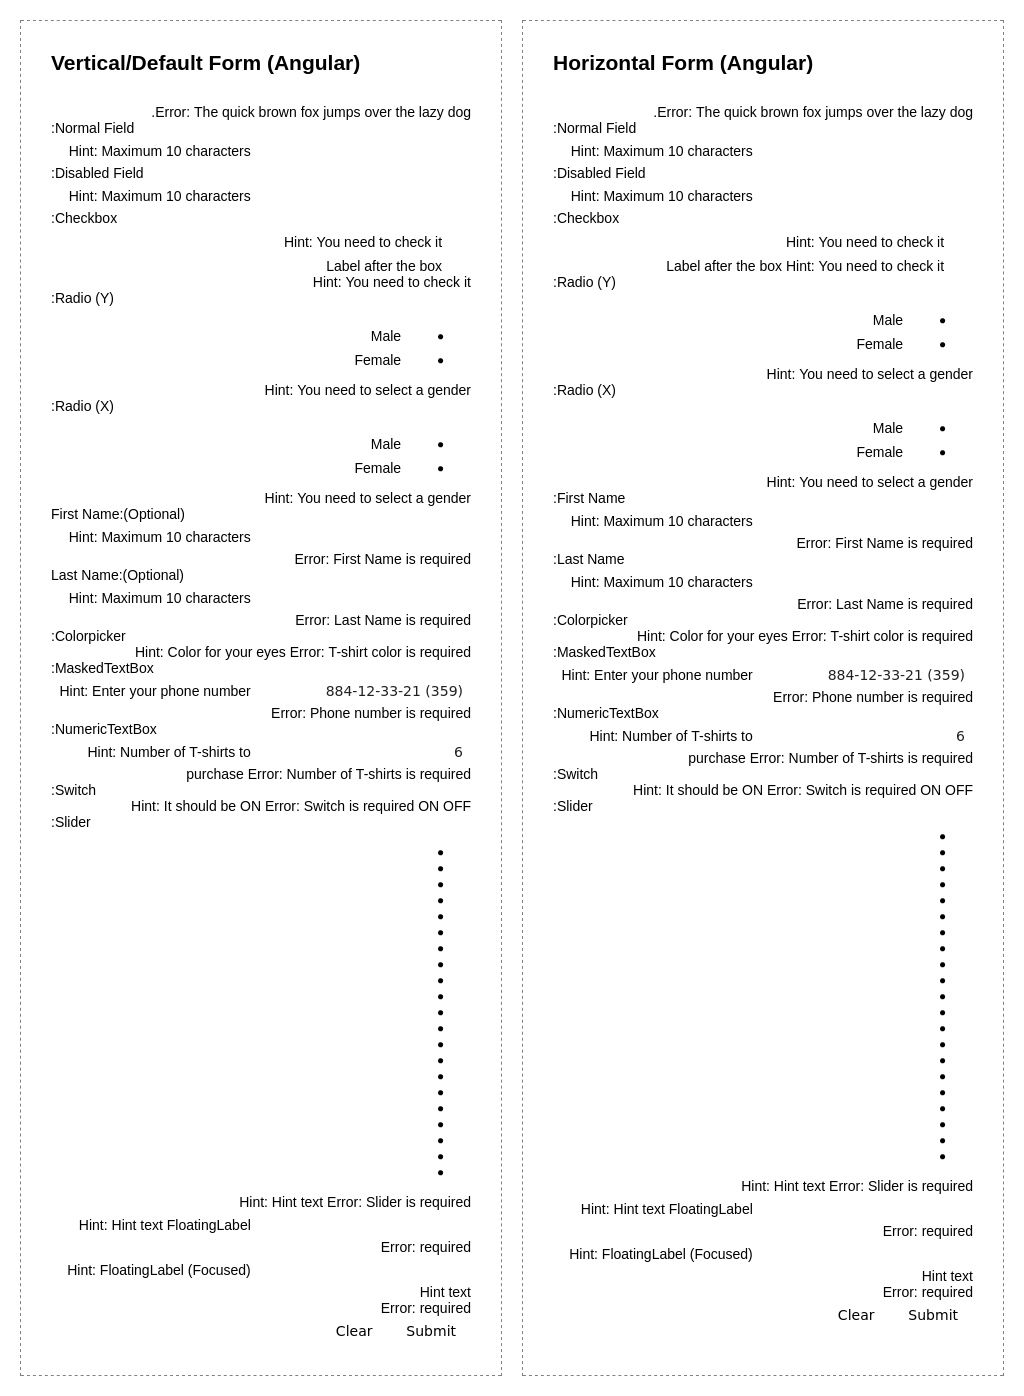 Vertical/Default Form (Angular)
.Error: The quick brown fox jumps over the lazy dog
:Normal Field
Hint: Maximum 10 characters
:Disabled Field
Hint: Maximum 10 characters
:Checkbox
Hint: You need to check it
Label after the box
Hint: You need to check it
:Radio (Y)
Male
Female
Hint: You need to select a gender
:Radio (X)
Male
Female
Hint: You need to select a gender
First Name:(Optional)
Hint: Maximum 10 characters
Error: First Name is required
Last Name:(Optional)
Hint: Maximum 10 characters
Error: Last Name is required
:Colorpicker
Hint: Color for your eyes Error: T-shirt color is required
:MaskedTextBox
Hint: Enter your phone number 884-12-33-21 (359)
Error: Phone number is required
:NumericTextBox
Hint: Number of T-shirts to 6
purchase Error: Number of T-shirts is required
:Switch
Hint: It should be ON Error: Switch is required ON OFF
:Slider
Hint: Hint text Error: Slider is required
Hint: Hint text FloatingLabel
Error: required
Hint: FloatingLabel (Focused)
Hint text
Error: required
Clear Submit
Horizontal Form (Angular)
.Error: The quick brown fox jumps over the lazy dog
:Normal Field
Hint: Maximum 10 characters
:Disabled Field
Hint: Maximum 10 characters
:Checkbox
Hint: You need to check it
Label after the box Hint: You need to check it
:Radio (Y)
Male
Female
Hint: You need to select a gender
:Radio (X)
Male
Female
Hint: You need to select a gender
:First Name
Hint: Maximum 10 characters
Error: First Name is required
:Last Name
Hint: Maximum 10 characters
Error: Last Name is required
:Colorpicker
Hint: Color for your eyes Error: T-shirt color is required
:MaskedTextBox
Hint: Enter your phone number 884-12-33-21 (359)
Error: Phone number is required
:NumericTextBox
Hint: Number of T-shirts to 6
purchase Error: Number of T-shirts is required
:Switch
Hint: It should be ON Error: Switch is required ON OFF
:Slider
Hint: Hint text Error: Slider is required
Hint: Hint text FloatingLabel
Error: required
Hint: FloatingLabel (Focused)
Hint text
Error: required
Clear Submit